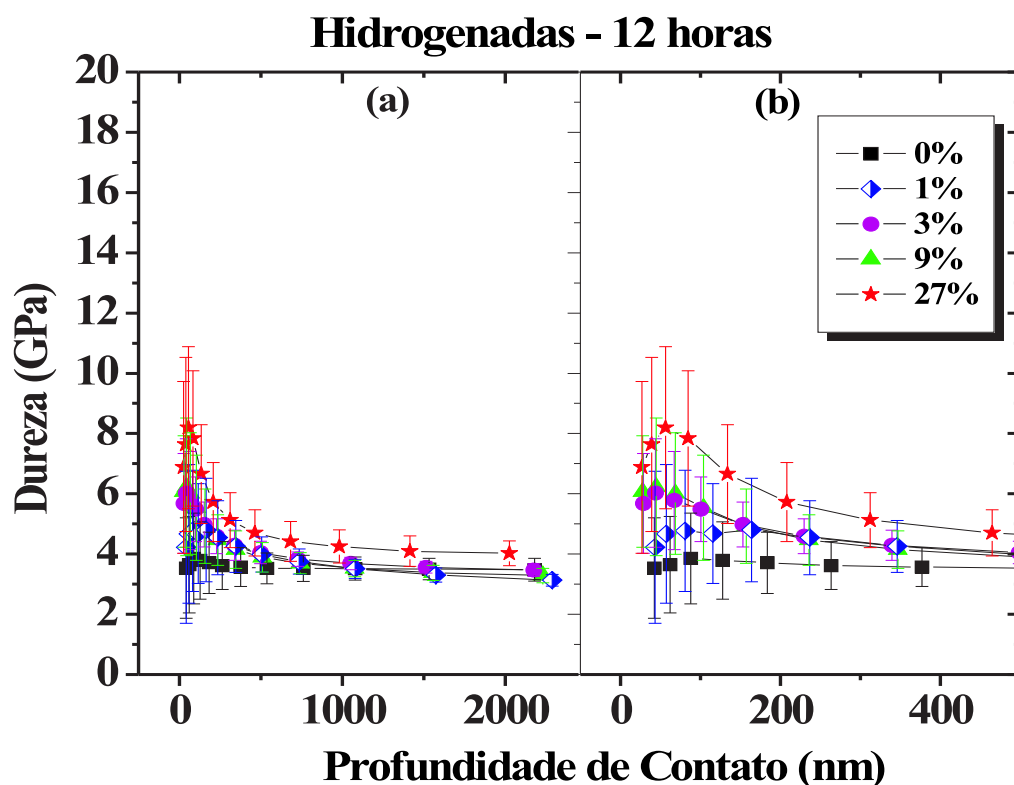 Hidrogenadas - 12 horas
(a)
(b)
0%
1%
3%
9%
27%
Dureza (GPa)
20
18
16
14
12
10
8
6
4
2
0
0 1000 2000
0 200 400
Profundidade de Contato (nm)